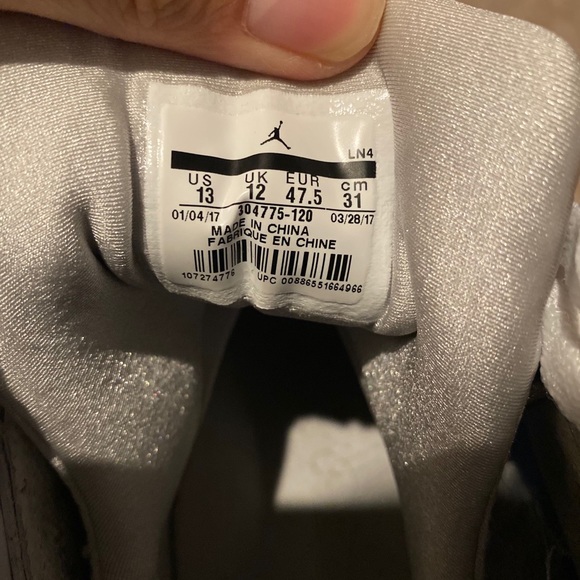 LN4
US UK EUR cm
13 12 47.5 31
01/04/17 304775-120 03/28/17
MADE IN CHINA
FABRIQUE EN CHINE
107274776 UPC 00886551664966